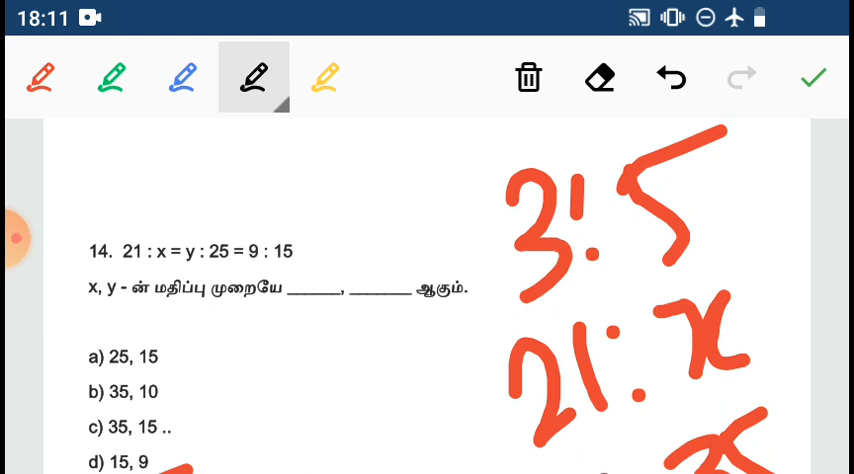 18:11
3:5
14. 21 : x = y : 25 = 9 : 15
x, y - ன் மதிப்பு முறையே ______, _______ ஆகும்.
21:x
a) 25, 15
b) 35, 10
c) 35, 15 ..
d) 15, 9